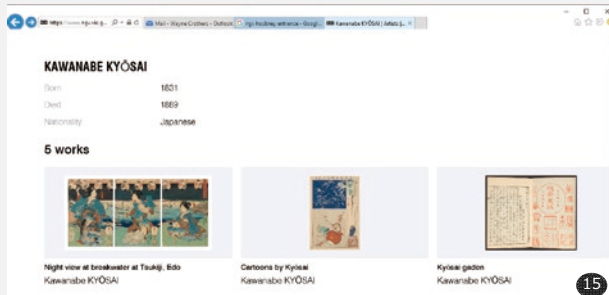 Mail - Wayne Crothers - Outlook
Kawanabe KYŌSAI | Artists |...
KAWANABE KYŌSAI
Born 1831
Died 1889
Nationality Japanese
5 works
Night view at breakwater at Tsukiji, Edo
Kawanabe KYŌSAI
Cartoons by Kyōsai
Kawanabe KYŌSAI
Kyōsai gaden
Kawanabe KYŌSAI
15